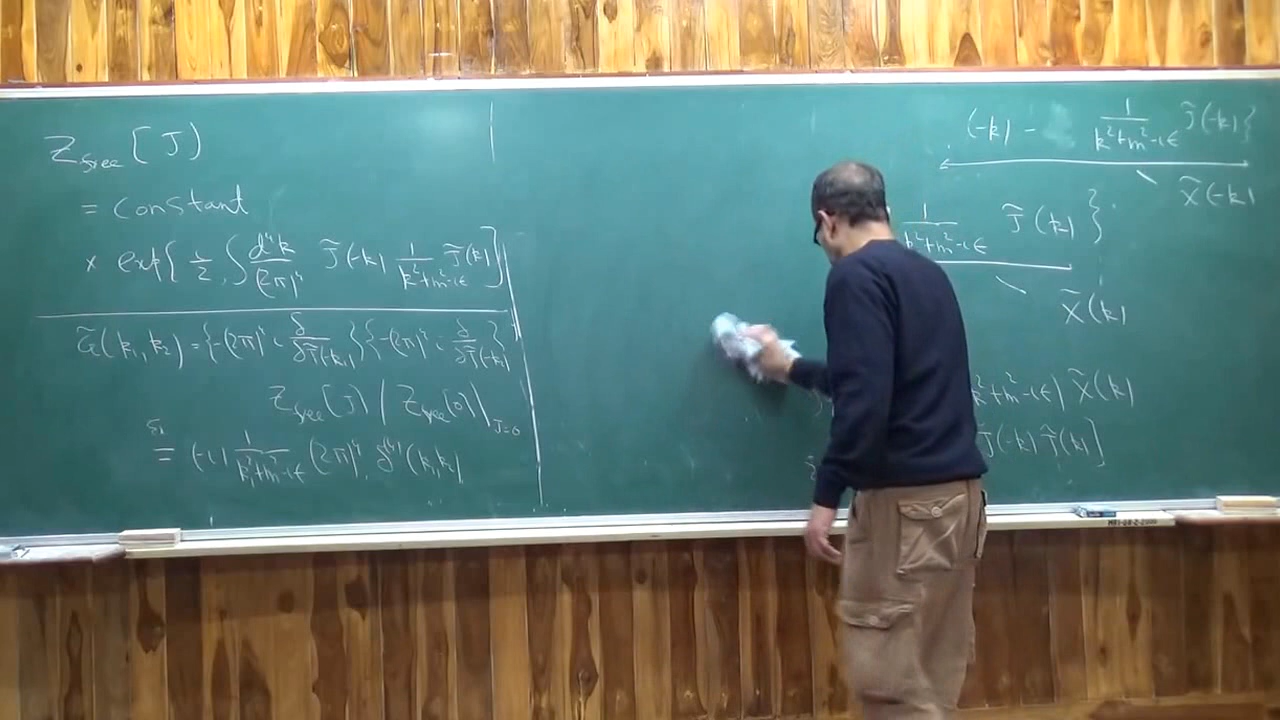 Z_free [J]
= constant
× exp{ i/2 ∫ d⁴k/(2π)⁴ J̃(-k) 1/(k²+m²-iε) J̃(k) ]
G̃(k₁,k₂) = {-(2π)⁴ i δ/δJ̃(-k₁)} {-(2π)⁴ i δ/δJ̃(-k₂)}
Z_free[J] / Z_free[0] |_{J=0}
= (-i) 1/(k₁²+m²-iε) (2π)⁴ δ⁽⁴⁾(k₁+k₂)
(-k) - 1/(k²+m²-iε) J̃(-k)}
χ̃(-k)
1/(k²+m²-iε) J̃(k) }
χ̃(k)
k²+m²-iε) χ̃(k)
J̃(-k) J̃(k) ]